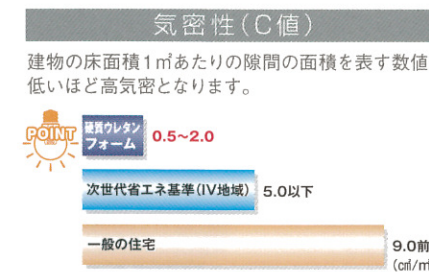 気密性(C値)
建物の床面積1㎡あたりの隙間の面積を表す数値
低いほど高気密となります。
POINT
硬質ウレタン
フォーム
0.5~2.0
次世代省エネ基準(Ⅳ地域)
5.0以下
一般の住宅
9.0前
(c㎡/m